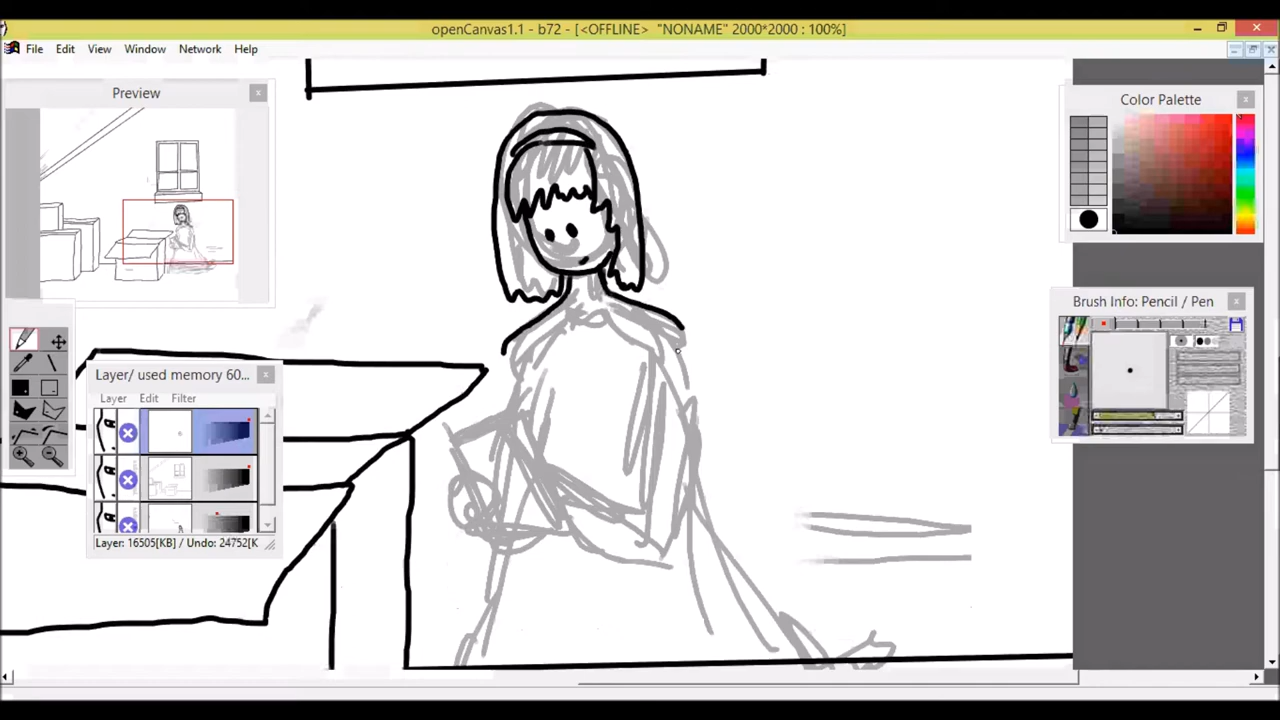 openCanvas1.1 - b72 - [<OFFLINE> "NONAME" 2000*2000 : 100%]
File Edit View Window Network Help
Preview
Color Palette
Brush Info: Pencil / Pen
Layer/ used memory 60...
Layer Edit Filter
Layer: 16505[KB] / Undo: 24752[K